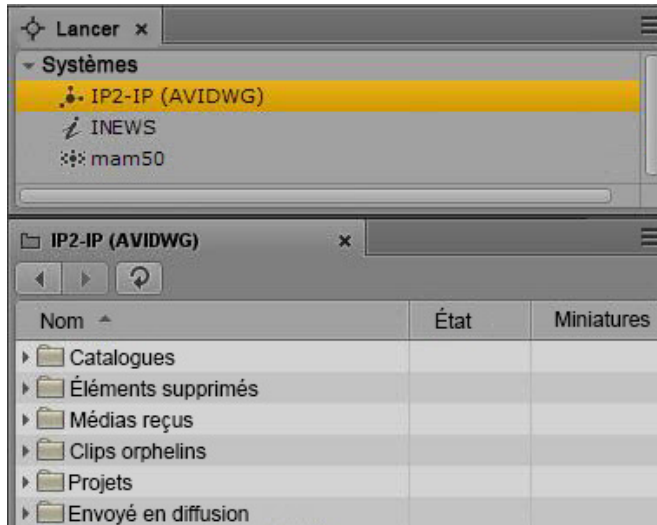 Lancer
Systèmes
IP2-IP (AVIDWG)
INEWS
mam50
IP2-IP (AVIDWG)
Nom État Miniatures
Catalogues
Éléments supprimés
Médias reçus
Clips orphelins
Projets
Envoyé en diffusion